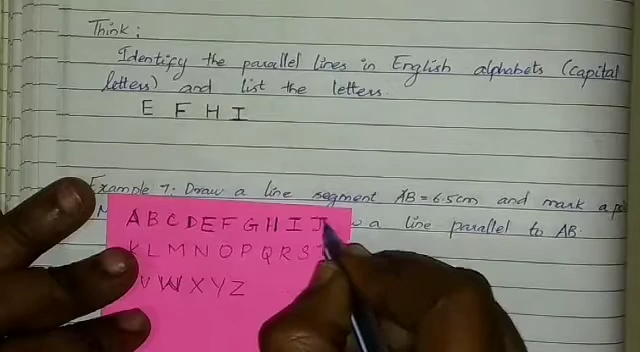 Think:
Identify the parallel lines in English alphabets (capital
letters) and list the letters.
E F H I
Example 7: Draw a line segment AB = 6.5cm and mark a
a line parallel to AB.
A B C D E F G H I J
K L M N O P Q R S
V W X Y Z